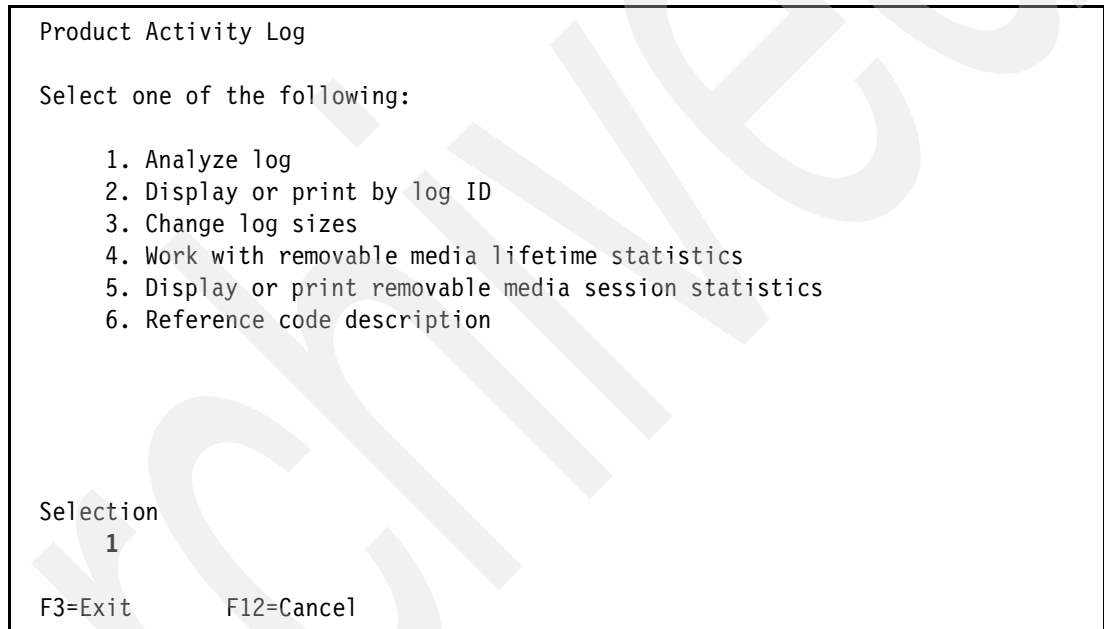 Product Activity Log
Select one of the following:
1. Analyze log
2. Display or print by log ID
3. Change log sizes
4. Work with removable media lifetime statistics
5. Display or print removable media session statistics
6. Reference code description
Selection
1
F3=Exit F12=Cancel